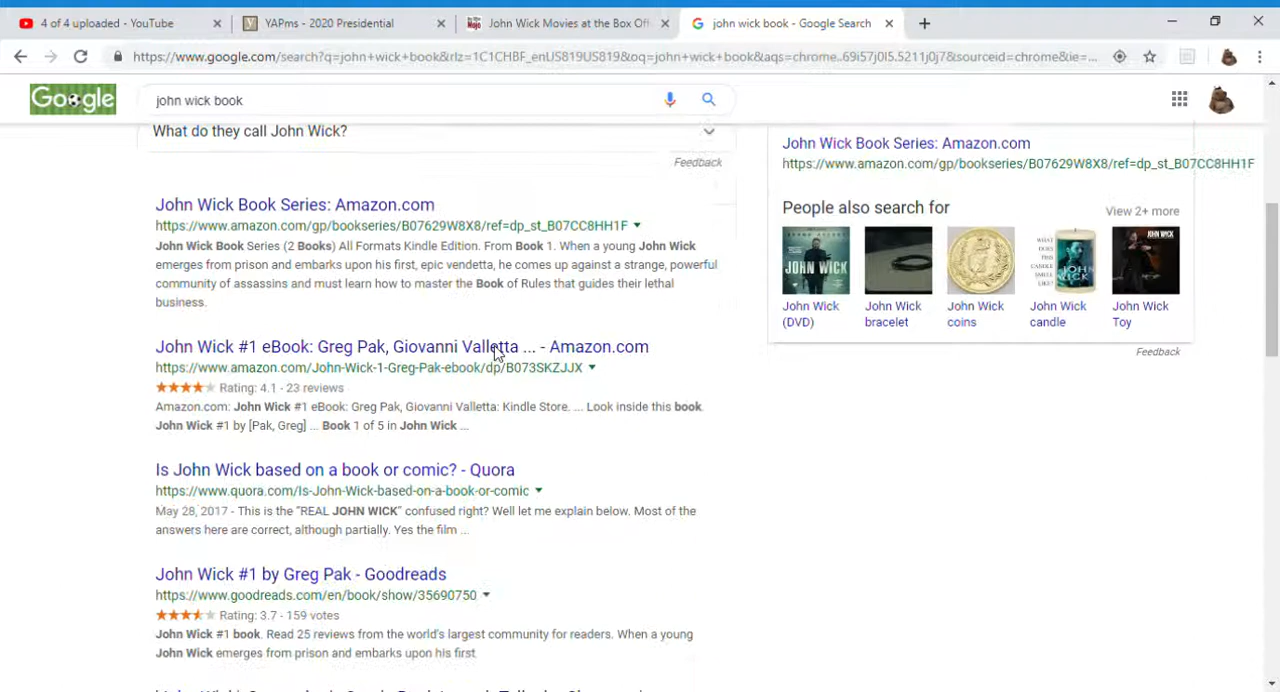 4 of 4 uploaded - YouTube
YAPms - 2020 Presidential
John Wick Movies at the Box Off
john wick book - Google Search
https://www.google.com/search?q=john+wick+book&rlz=1C1CHBF_enUS819US819&oq=john+wick+book&aqs=chrome..69i57j0l5.5211j0j7&sourceid=chrome&ie=...
Google
john wick book
What do they call John Wick?
Feedback
John Wick Book Series: Amazon.com
https://www.amazon.com/gp/bookseries/B07629W8X8/ref=dp_st_B07CC8HH1F
John Wick Book Series (2 Books) All Formats Kindle Edition. From Book 1. When a young John Wick
emerges from prison and embarks upon his first, epic vendetta, he comes up against a strange, powerful
community of assassins and must learn how to master the Book of Rules that guides their lethal
business.
John Wick #1 eBook: Greg Pak, Giovanni Valletta ... - Amazon.com
https://www.amazon.com/John-Wick-1-Greg-Pak-ebook/dp/B073SKZJJX
Rating: 4.1 - 23 reviews
Amazon.com: John Wick #1 eBook: Greg Pak, Giovanni Valletta: Kindle Store. ... Look inside this book.
John Wick #1 by [Pak, Greg] ... Book 1 of 5 in John Wick ...
Is John Wick based on a book or comic? - Quora
https://www.quora.com/Is-John-Wick-based-on-a-book-or-comic
May 28, 2017 - This is the "REAL JOHN WICK" confused right? Well let me explain below. Most of the
answers here are correct, although partially. Yes the film ...
John Wick #1 by Greg Pak - Goodreads
https://www.goodreads.com/en/book/show/35690750
Rating: 3.7 - 159 votes
John Wick #1 book. Read 25 reviews from the world's largest community for readers. When a young
John Wick emerges from prison and embarks upon his first
John Wick Book Series: Amazon.com
https://www.amazon.com/gp/bookseries/B07629W8X8/ref=dp_st_B07CC8HH1F
People also search for
View 2+ more
JOHN WICK
WHAT
DOES
THE
CANDLE
SMELL
LIKE?
JOHN WICK
John Wick
(DVD)
John Wick
bracelet
John Wick
coins
John Wick
candle
John Wick
Toy
Feedback